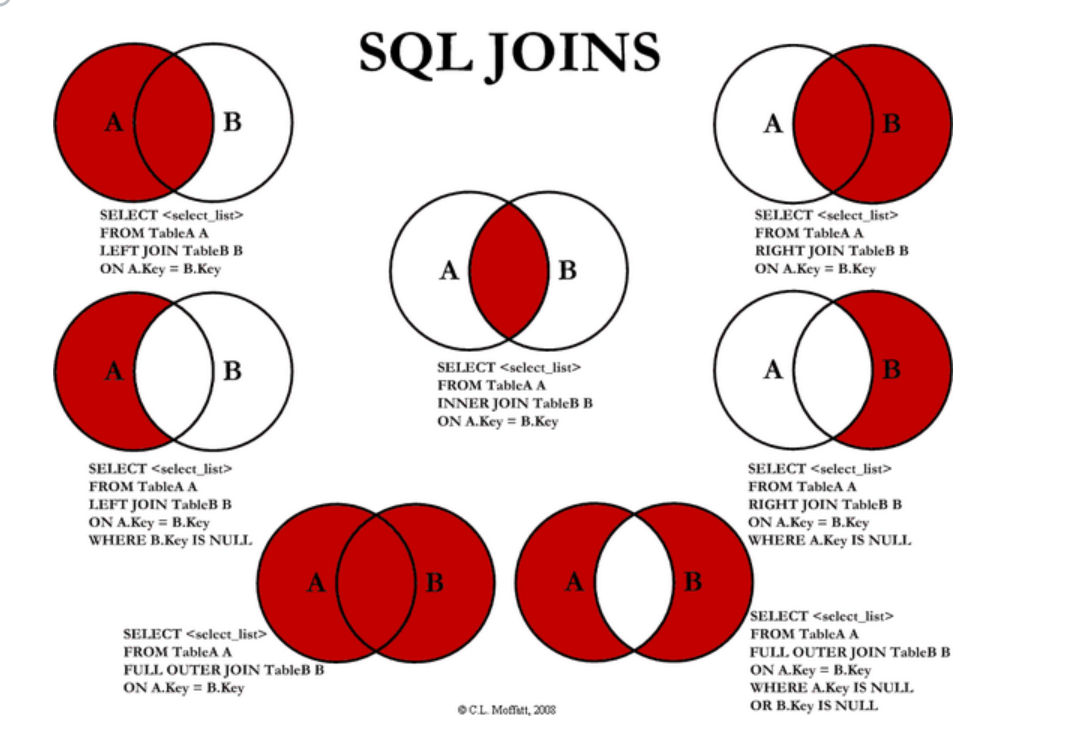 SQL JOINS
A B
SELECT <select_list>
FROM TableA A
LEFT JOIN TableB B
ON A.Key = B.Key
A B
SELECT <select_list>
FROM TableA A
RIGHT JOIN TableB B
ON A.Key = B.Key
A B
SELECT <select_list>
FROM TableA A
INNER JOIN TableB B
ON A.Key = B.Key
A B
SELECT <select_list>
FROM TableA A
LEFT JOIN TableB B
ON A.Key = B.Key
WHERE B.Key IS NULL
A B
SELECT <select_list>
FROM TableA A
RIGHT JOIN TableB B
ON A.Key = B.Key
WHERE A.Key IS NULL
A B
SELECT <select_list>
FROM TableA A
FULL OUTER JOIN TableB B
ON A.Key = B.Key
A B
SELECT <select_list>
FROM TableA A
FULL OUTER JOIN TableB B
ON A.Key = B.Key
WHERE A.Key IS NULL
OR B.Key IS NULL
© C.L. Moffatt, 2008